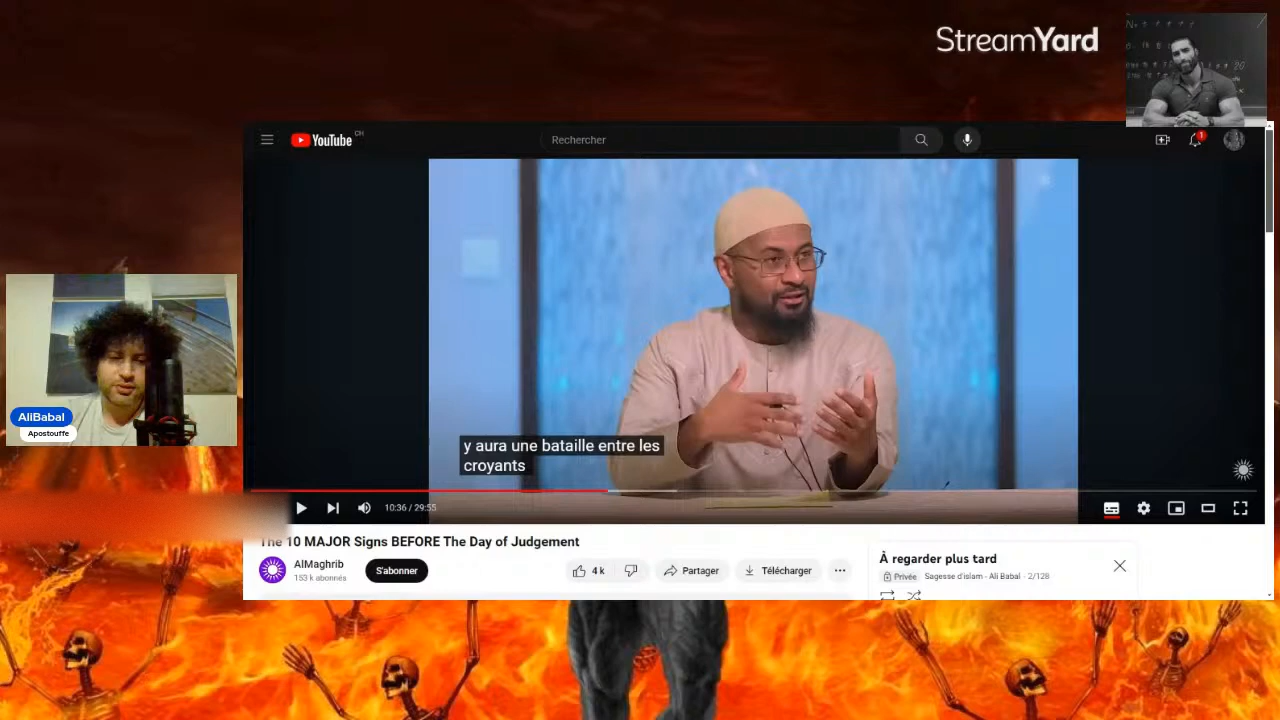 StreamYard
YouTube CH
Rechercher
1
AliBabal
Apostouffe
y aura une bataille entre les
croyants
10:36 / 29:55
The 10 MAJOR Signs BEFORE The Day of Judgement
AlMaghrib
153 k abonnés
S'abonner
4 k
Partager
Télécharger
À regarder plus tard
Privée
Sagesse d'islam - Ali Babal - 2/128